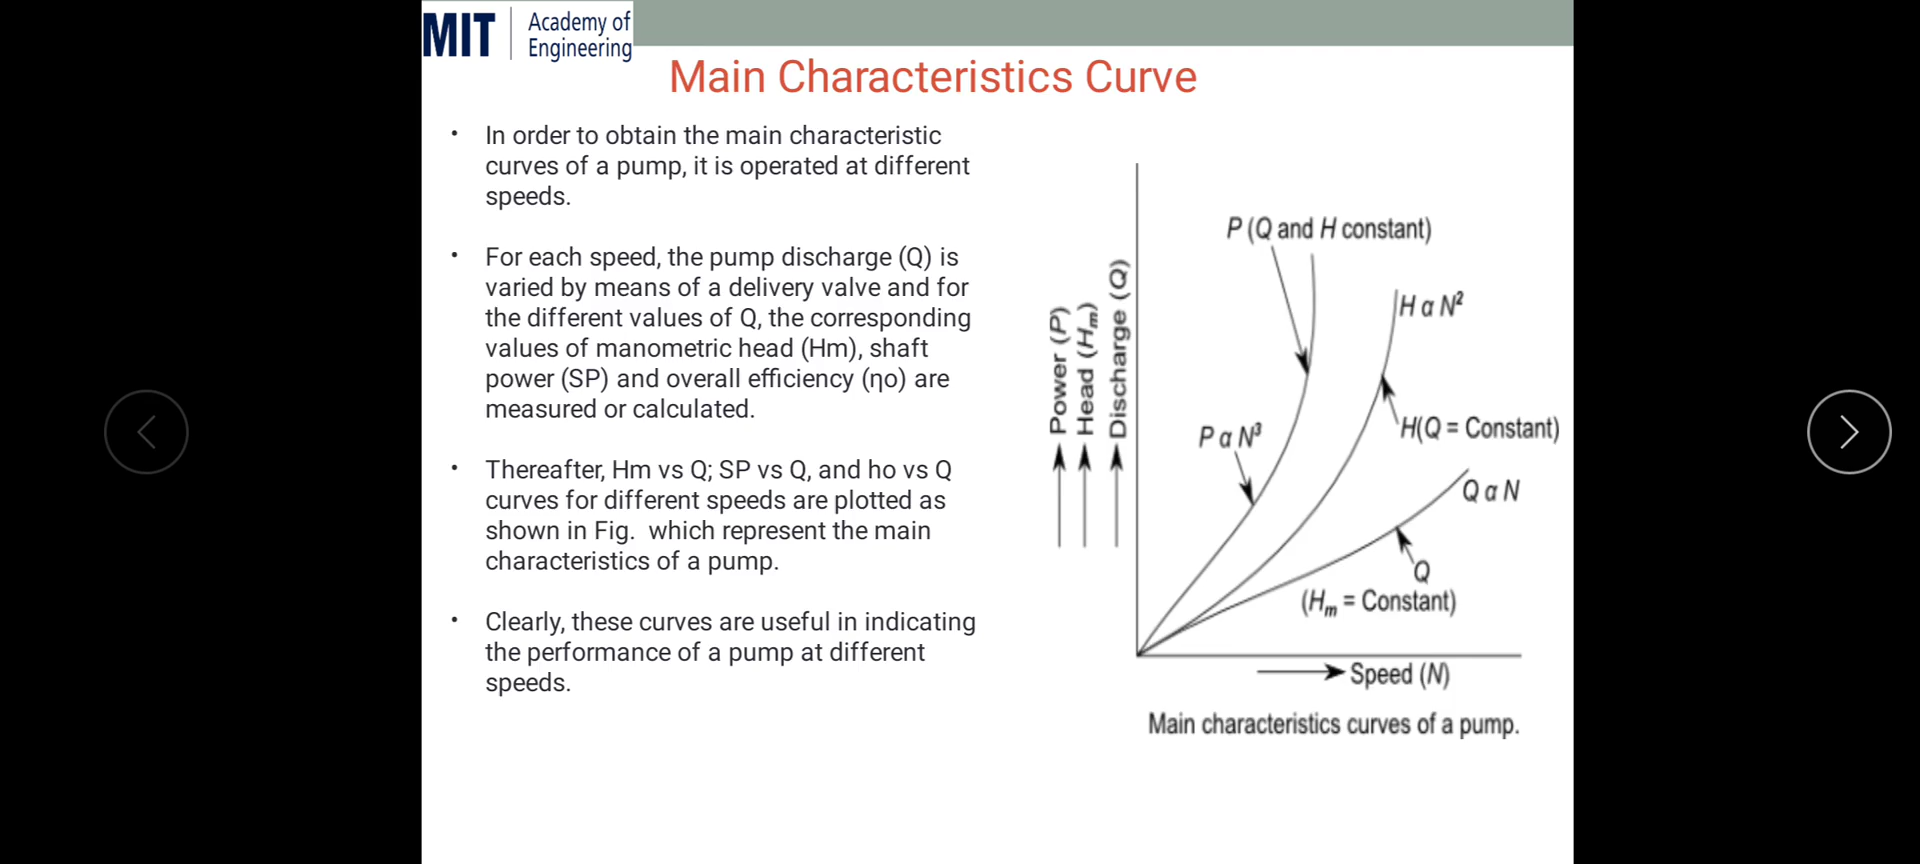 MIT
Academy of
Engineering
Main Characteristics Curve
• In order to obtain the main characteristic
curves of a pump, it is operated at different
speeds.
• For each speed, the pump discharge (Q) is
varied by means of a delivery valve and for
the different values of Q, the corresponding
values of manometric head (Hm), shaft
power (SP) and overall efficiency (ηo) are
measured or calculated.
• Thereafter, Hm vs Q; SP vs Q, and ho vs Q
curves for different speeds are plotted as
shown in Fig.  which represent the main
characteristics of a pump.
• Clearly, these curves are useful in indicating
the performance of a pump at different
speeds.
Power (P)
Head (Hm)
Discharge (Q)
P (Q and H constant)
H α N²
P α N³
H(Q = Constant)
Q α N
Q
(Hm = Constant)
Speed (N)
Main characteristics curves of a pump.